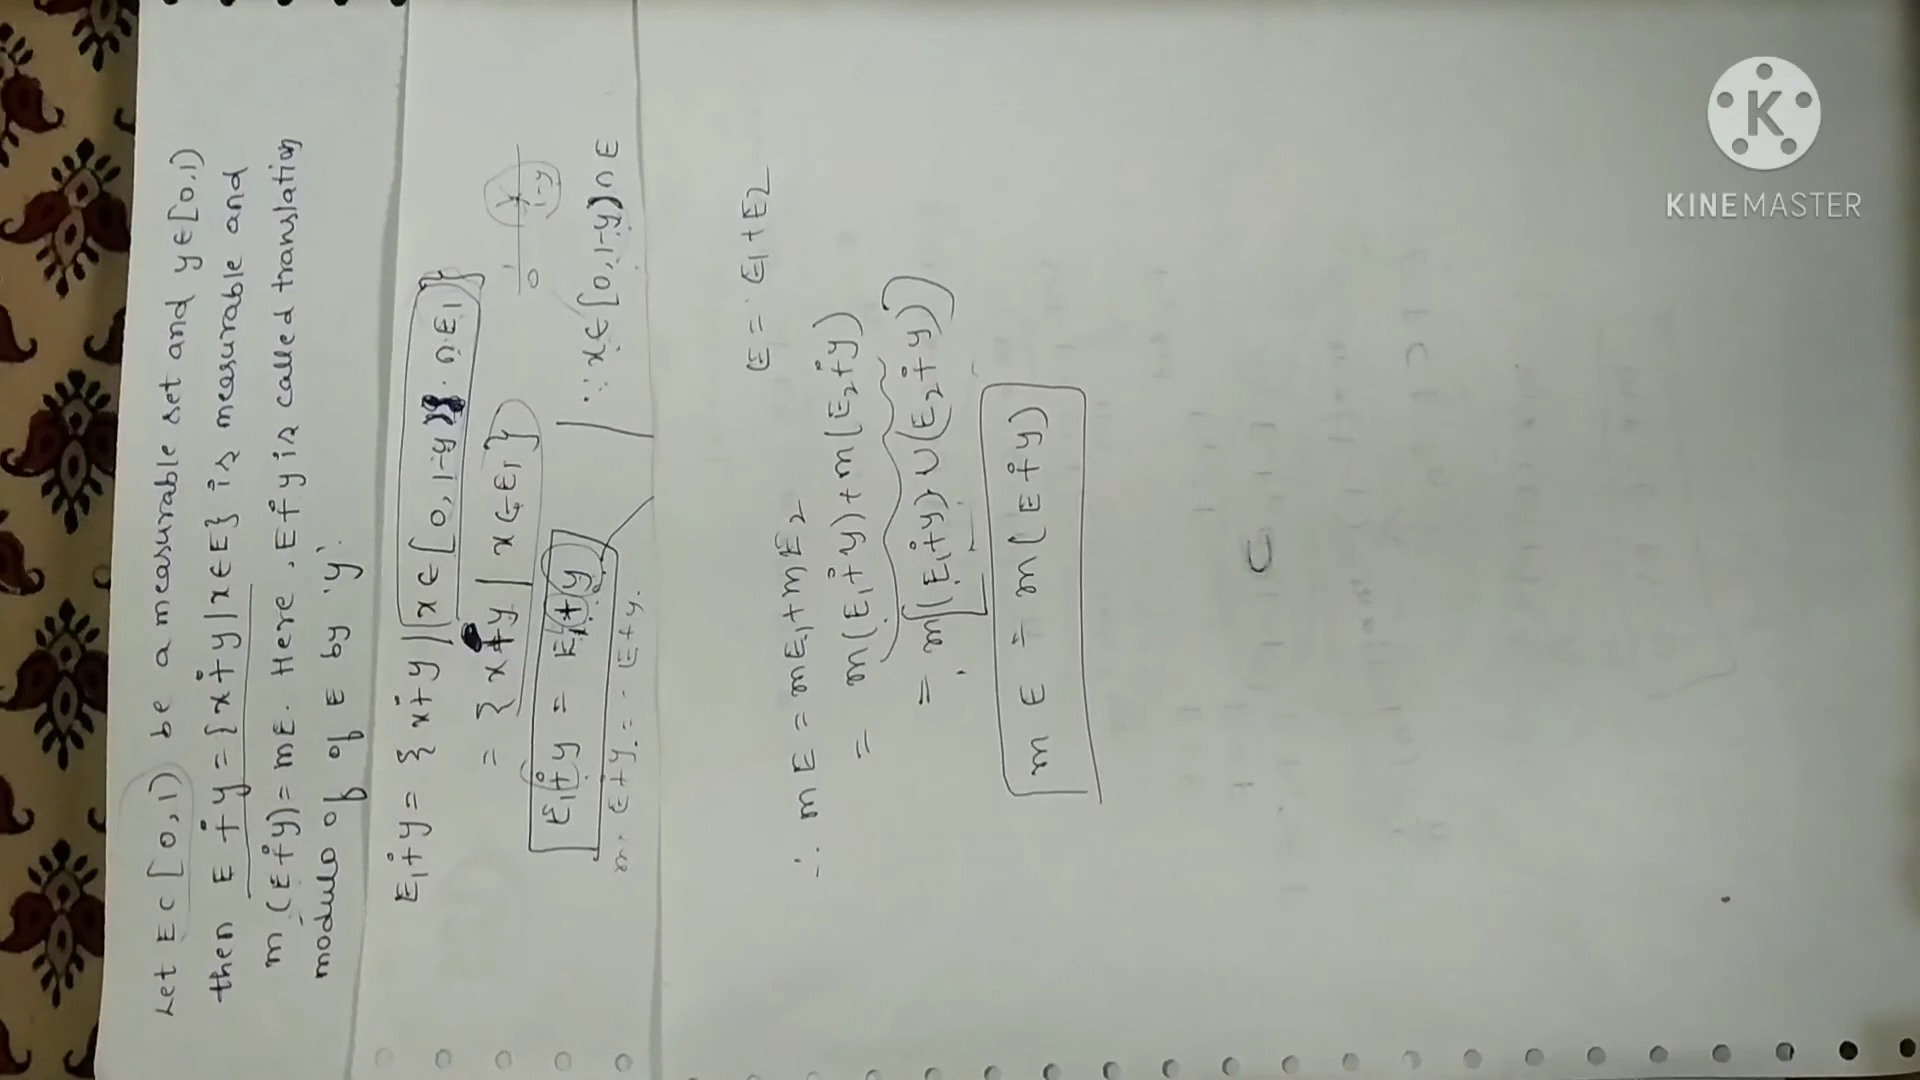 Let E ⊂ [0,1) be a measurable set and y ∈ [0,1)
then E ∔ y = {x ∔ y | x ∈ E} is measurable and
m(E ∔ y) = mE. Here, E ∔ y is called translation
modulo of E by 'y'.
E₁ ∔ y = { x ∔ y | x ∈ [0, 1-y) ∩ E₁}
= { x + y | x ∈ E₁}
0 1-y
E₁ ∔ y = E₁ + y
∵ x ∈ [0, 1-y) ∩ E
m. E + y. = E + y.
E = E₁ + E₂
∴ mE = mE₁ + mE₂
= m(E₁ ∔ y) + m(E₂ ∔ y)
= m[(E₁ ∔ y) ∪ (E₂ ∔ y)]
mE = m(E ∔ y)
K
KINEMASTER